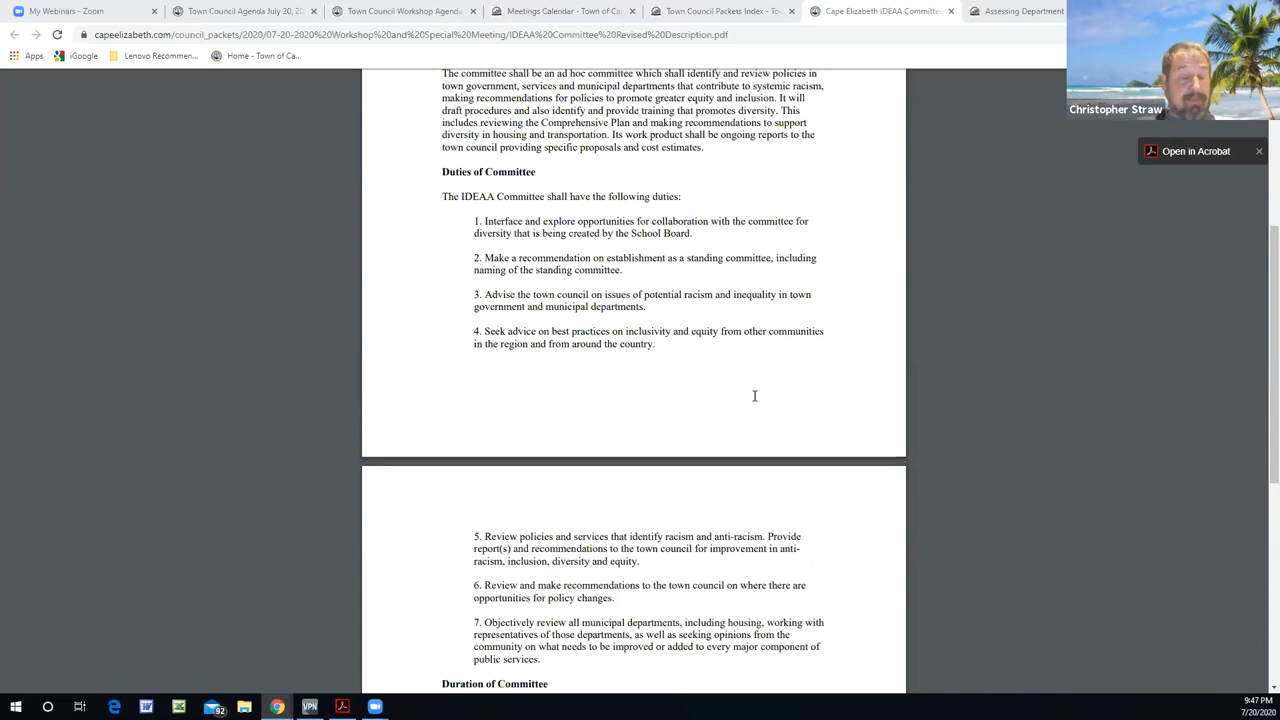 My Webinars - Zoom
Town Council Agenda July 20, 20
Town Council Workshop Agenda
Meetings Calendar - Town of Ca
Town Council Packets Index - To
Cape Elizabeth IDEAA Committe
Assessing Department
capeelizabeth.com/council_packets/2020/07-20-2020%20Workshop%20and%20Special%20Meeting/IDEAA%20Committee%20Revised%20Description.pdf
Apps
iGoogle
Lenovo Recommen...
Home - Town of Ca...
Christopher Straw
Open in Acrobat
The committee shall be an ad hoc committee which shall identify and review policies in
town government, services and municipal departments that contribute to systemic racism,
making recommendations for policies to promote greater equity and inclusion. It will
draft procedures and also identify and provide training that promotes diversity. This
includes reviewing the Comprehensive Plan and making recommendations to support
diversity in housing and transportation. Its work product shall be ongoing reports to the
town council providing specific proposals and cost estimates.
Duties of Committee
The IDEAA Committee shall have the following duties:
1. Interface and explore opportunities for collaboration with the committee for
diversity that is being created by the School Board.
2. Make a recommendation on establishment as a standing committee, including
naming of the standing committee.
3. Advise the town council on issues of potential racism and inequality in town
government and municipal departments.
4. Seek advice on best practices on inclusivity and equity from other communities
in the region and from around the country.
5. Review policies and services that identify racism and anti-racism. Provide
report(s) and recommendations to the town council for improvement in anti-
racism, inclusion, diversity and equity.
6. Review and make recommendations to the town council on where there are
opportunities for policy changes.
7. Objectively review all municipal departments, including housing, working with
representatives of those departments, as well as seeking opinions from the
community on what needs to be improved or added to every major component of
public services.
Duration of Committee
92
VPN
9:47 PM
7/20/2020